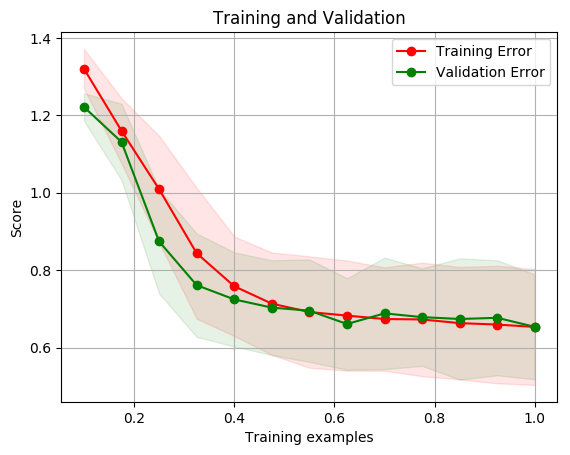 Training and Validation
Training Error
Validation Error
Score
1.4
1.2
1.0
0.8
0.6
0.2
0.4
0.6
0.8
1.0
Training examples